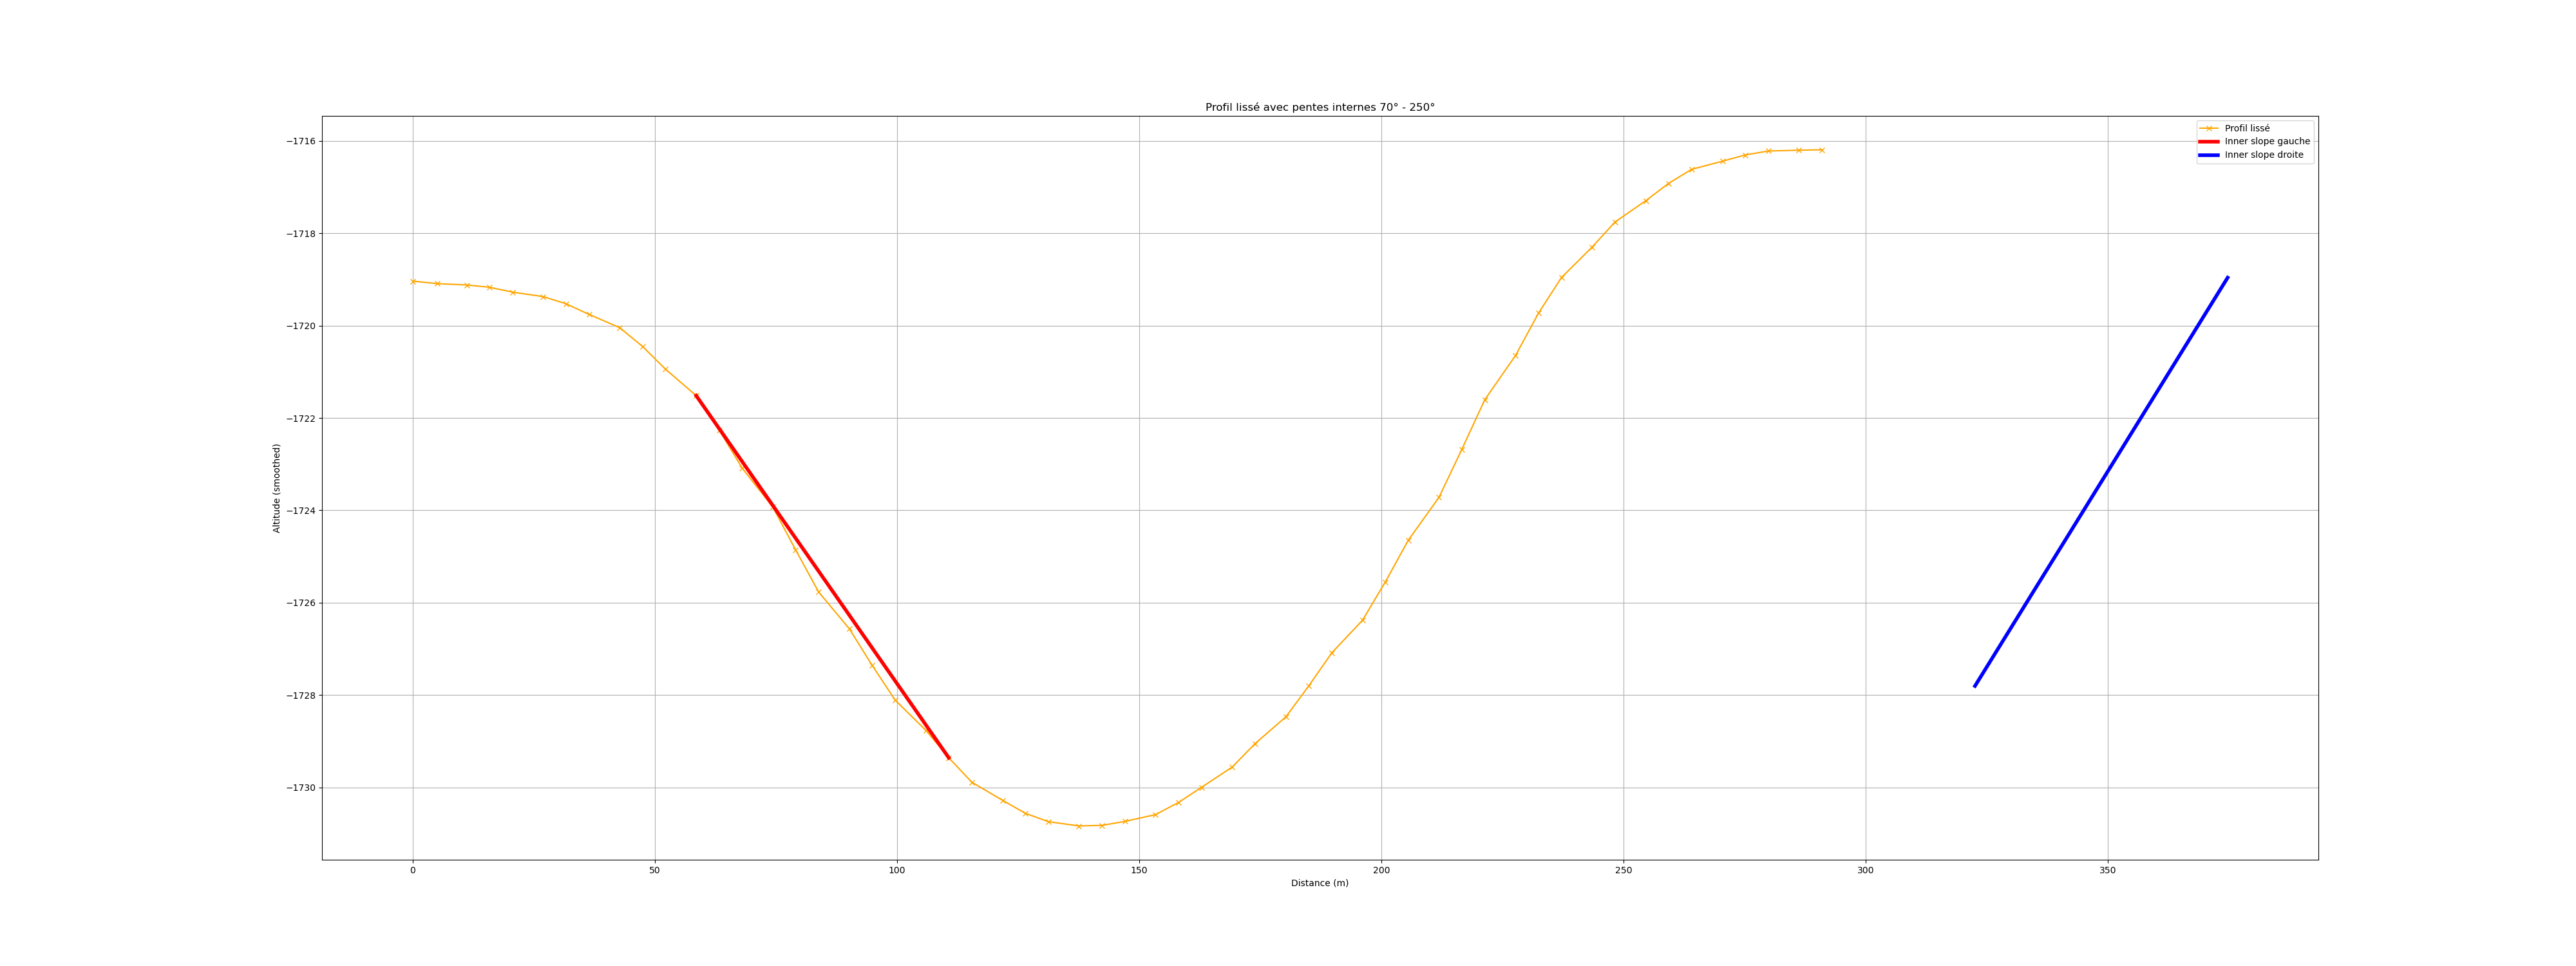 Profil lissé avec pentes internes 70° - 250°
Profil lissé
Inner slope gauche
Inner slope droite
Altitude (smoothed)
−1716
−1718
−1720
−1722
−1724
−1726
−1728
−1730
0 50 100 150 200 250 300 350
Distance (m)